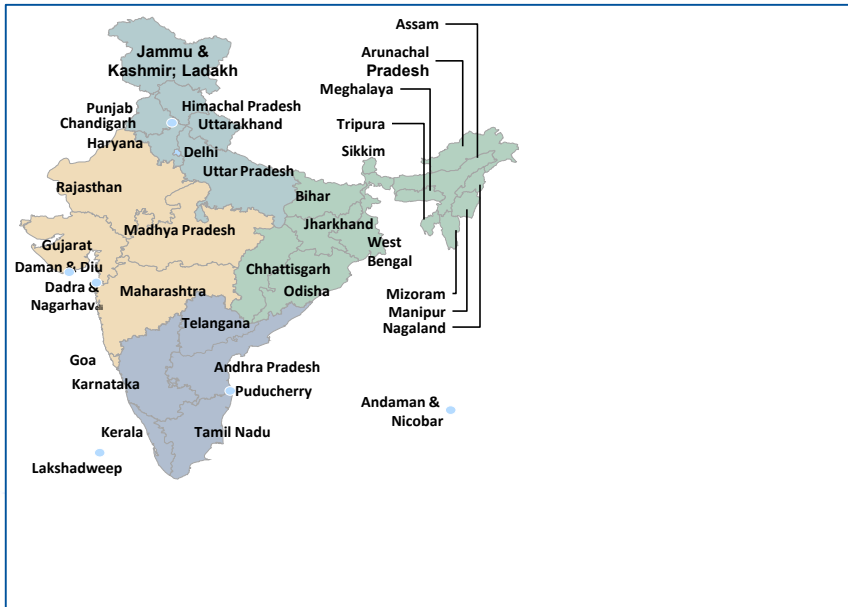 Assam
Arunachal
Pradesh
Meghalaya
Tripura
Sikkim
Jammu &
Kashmir; Ladakh
Punjab
Himachal Pradesh
Chandigarh
Uttarakhand
Haryana
Delhi
Uttar Pradesh
Rajasthan
Bihar
Madhya Pradesh
Jharkhand
Gujarat
West
Bengal
Daman & Diu
Chhattisgarh
Dadra &
Nagarhav.
Maharashtra
Odisha
Mizoram
Manipur
Nagaland
Telangana
Goa
Andhra Pradesh
Karnataka
Puducherry
Andaman &
Nicobar
Kerala
Tamil Nadu
Lakshadweep